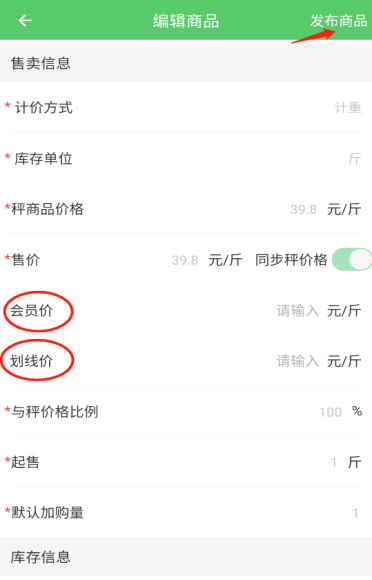 编辑商品 发布商品
售卖信息
* 计价方式 计重
* 库存单位 斤
*秤商品价格 39.8 元/斤
*售价 39.8 元/斤 同步秤价格
会员价 请输入 元/斤
划线价 请输入 元/斤
*与秤价格比例 100 %
*起售 1 斤
*默认加购量 1
库存信息